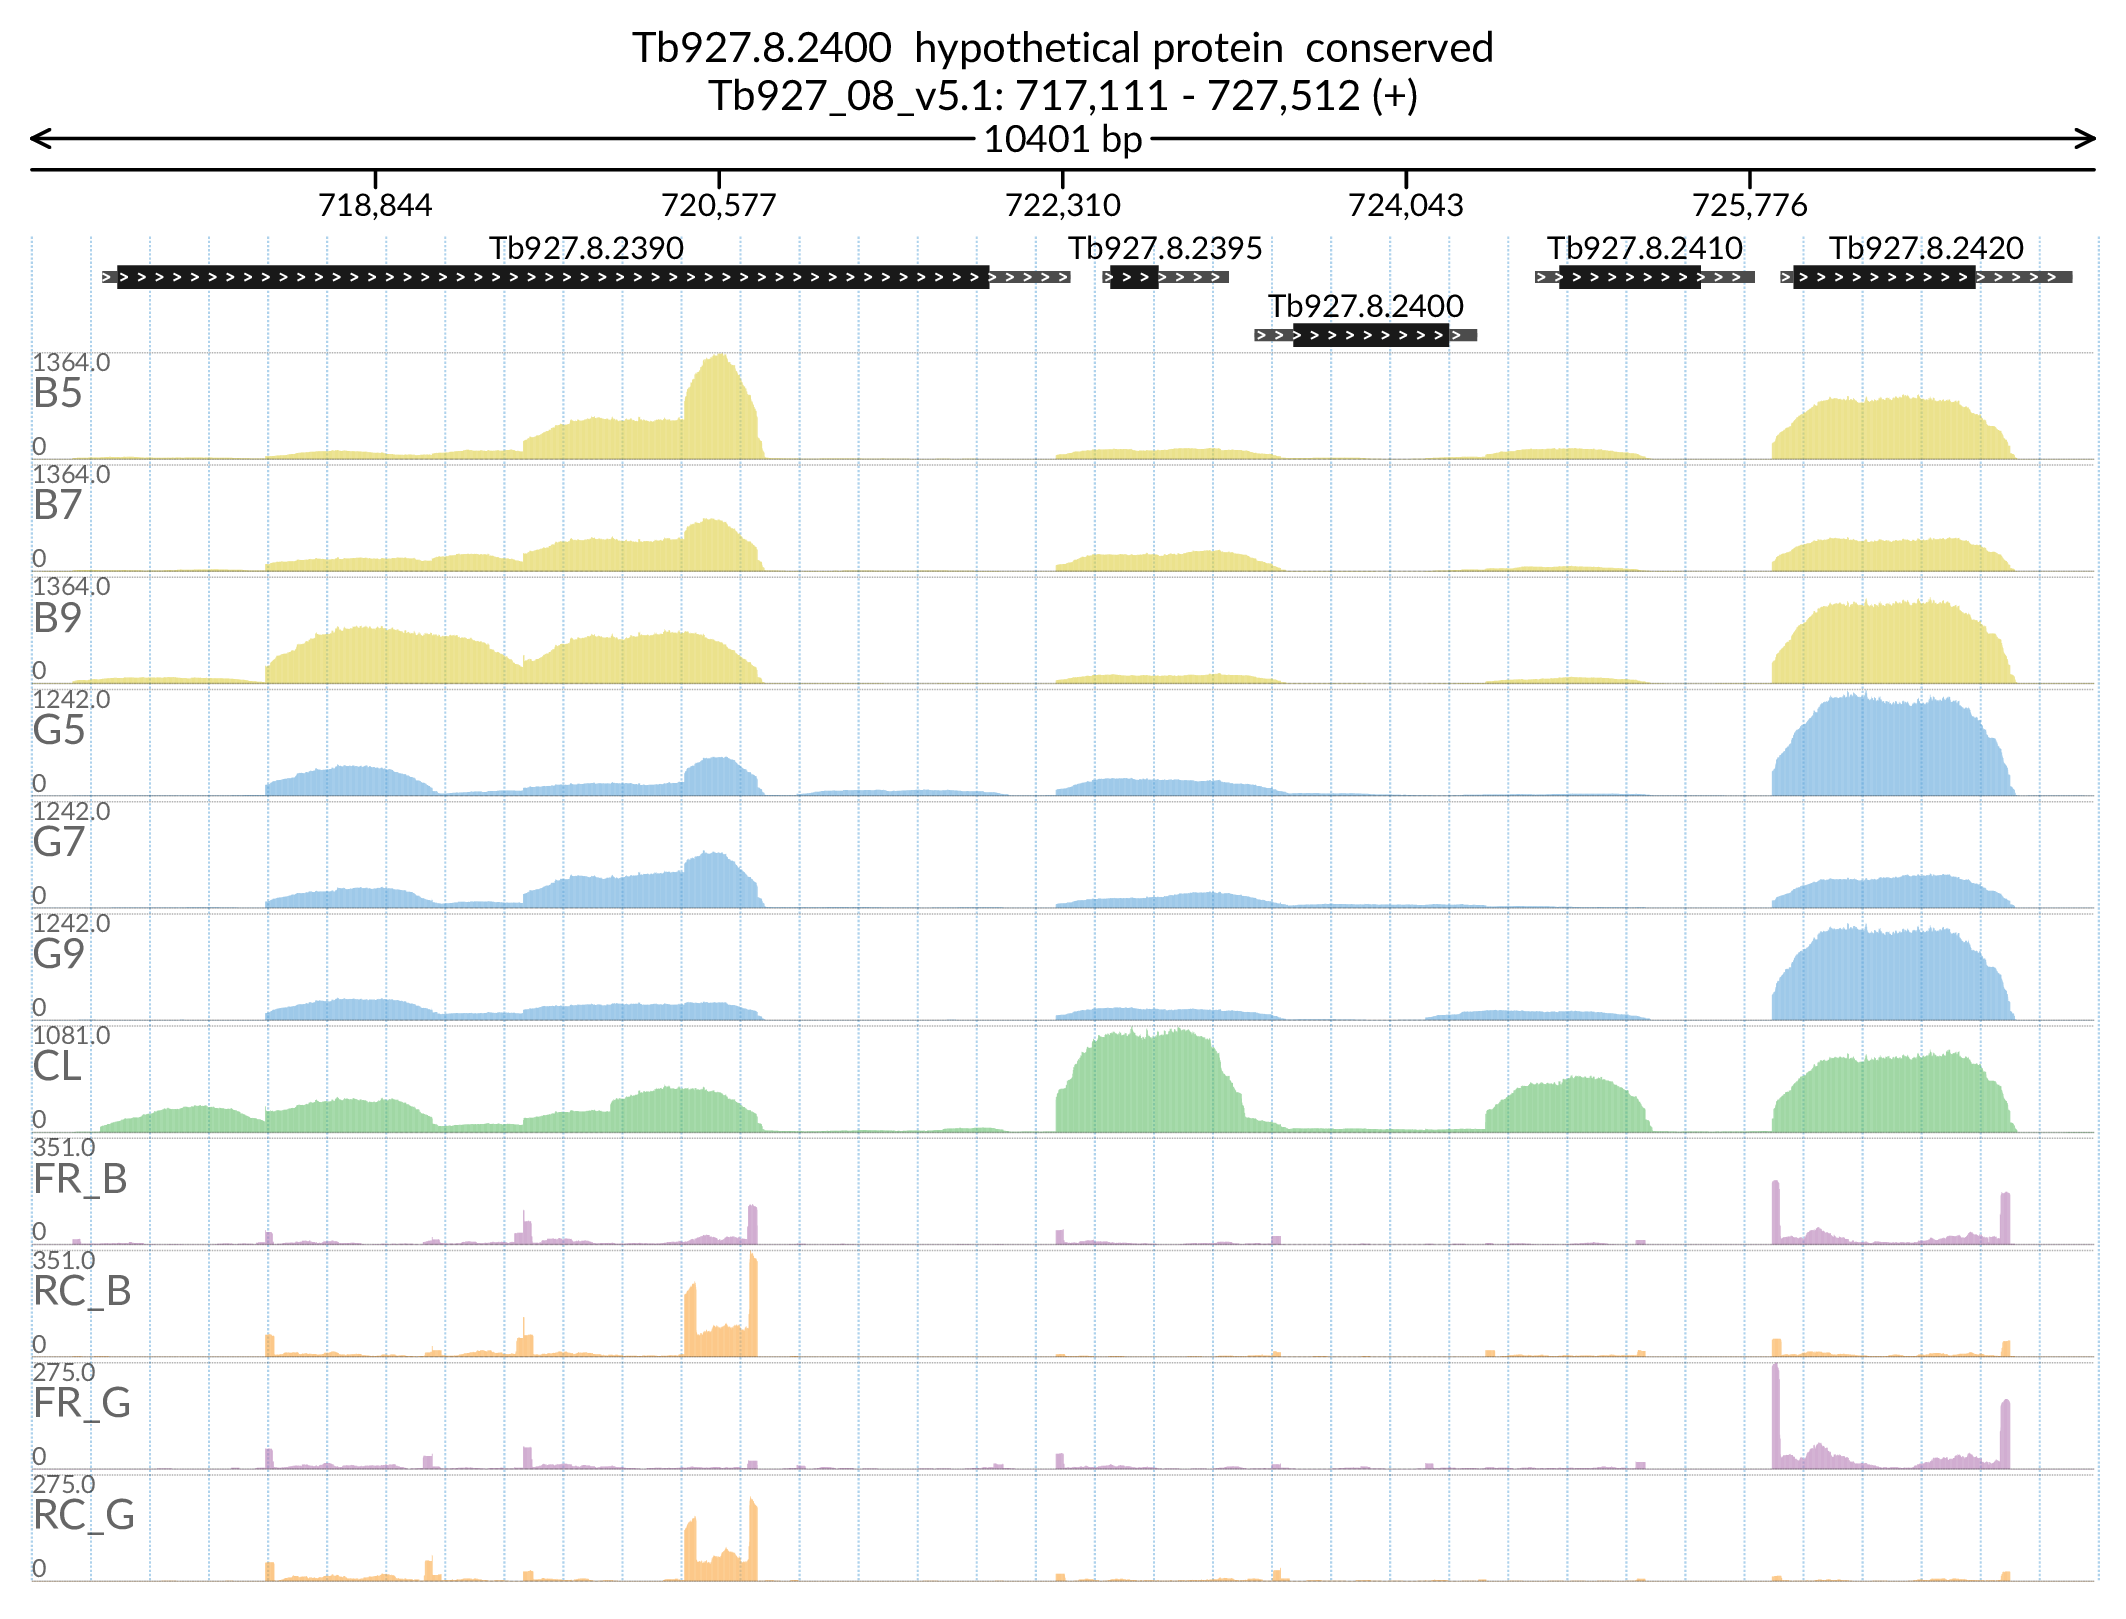 Tb927.8.2400  hypothetical protein  conserved
Tb927_08_v5.1: 717,111 - 727,512 (+)
10401 bp
718,844 720,577 722,310 724,043 725,776
Tb927.8.2390 Tb927.8.2395 Tb927.8.2410 Tb927.8.2420
Tb927.8.2400
1364.0
B5
0
1364.0
B7
0
1364.0
B9
0
1242.0
G5
0
1242.0
G7
0
1242.0
G9
0
1081.0
CL
0
351.0
FR_B
0
351.0
RC_B
0
275.0
FR_G
0
275.0
RC_G
0